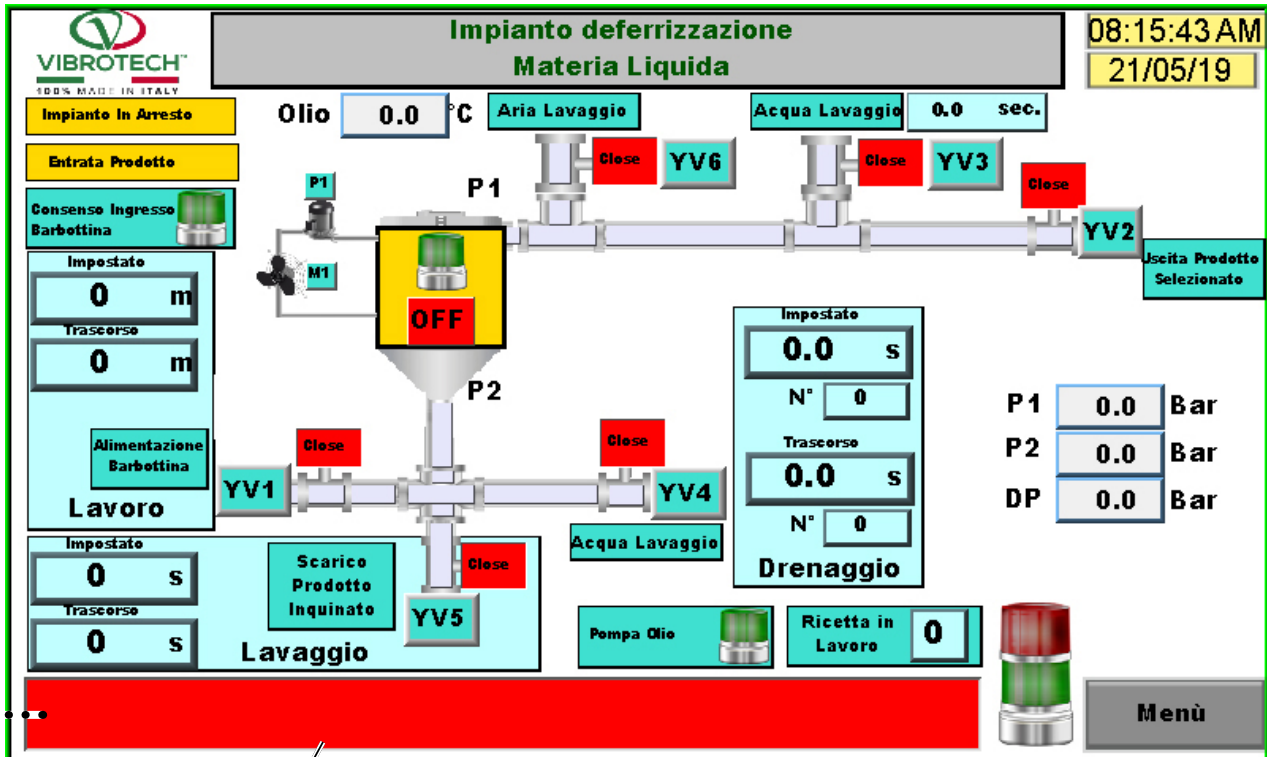 Impianto deferrizzazione
Materia Liquida
08:15:43 AM
21/05/19
VIBROTECH
100% MADE IN ITALY
Impianto In Arresto
Olio 0.0 °C
Aria Lavaggio
Acqua Lavaggio 0.0 sec.
Entrata Prodotto
Close YV6
Close YV3
Close
P1
P1
Consenso Ingresso
Barbottina
YV2
Uscita Prodotto
Selezionato
M1
OFF
Impostato
0 m
Trascorso
0 m
Alimentazione
Barbottina
Lavoro
P2
Close
Close
YV1
YV4
Acqua Lavaggio
Impostato
0.0 s
N° 0
Trascorso
0.0 s
N° 0
Drenaggio
P1 0.0 Bar
P2 0.0 Bar
DP 0.0 Bar
Impostato
0 s
Trascorso
0 s
Scarico
Prodotto
Inquinato
Close
YV5
Lavaggio
Pompa Olio
Ricetta in
Lavoro
0
Menù